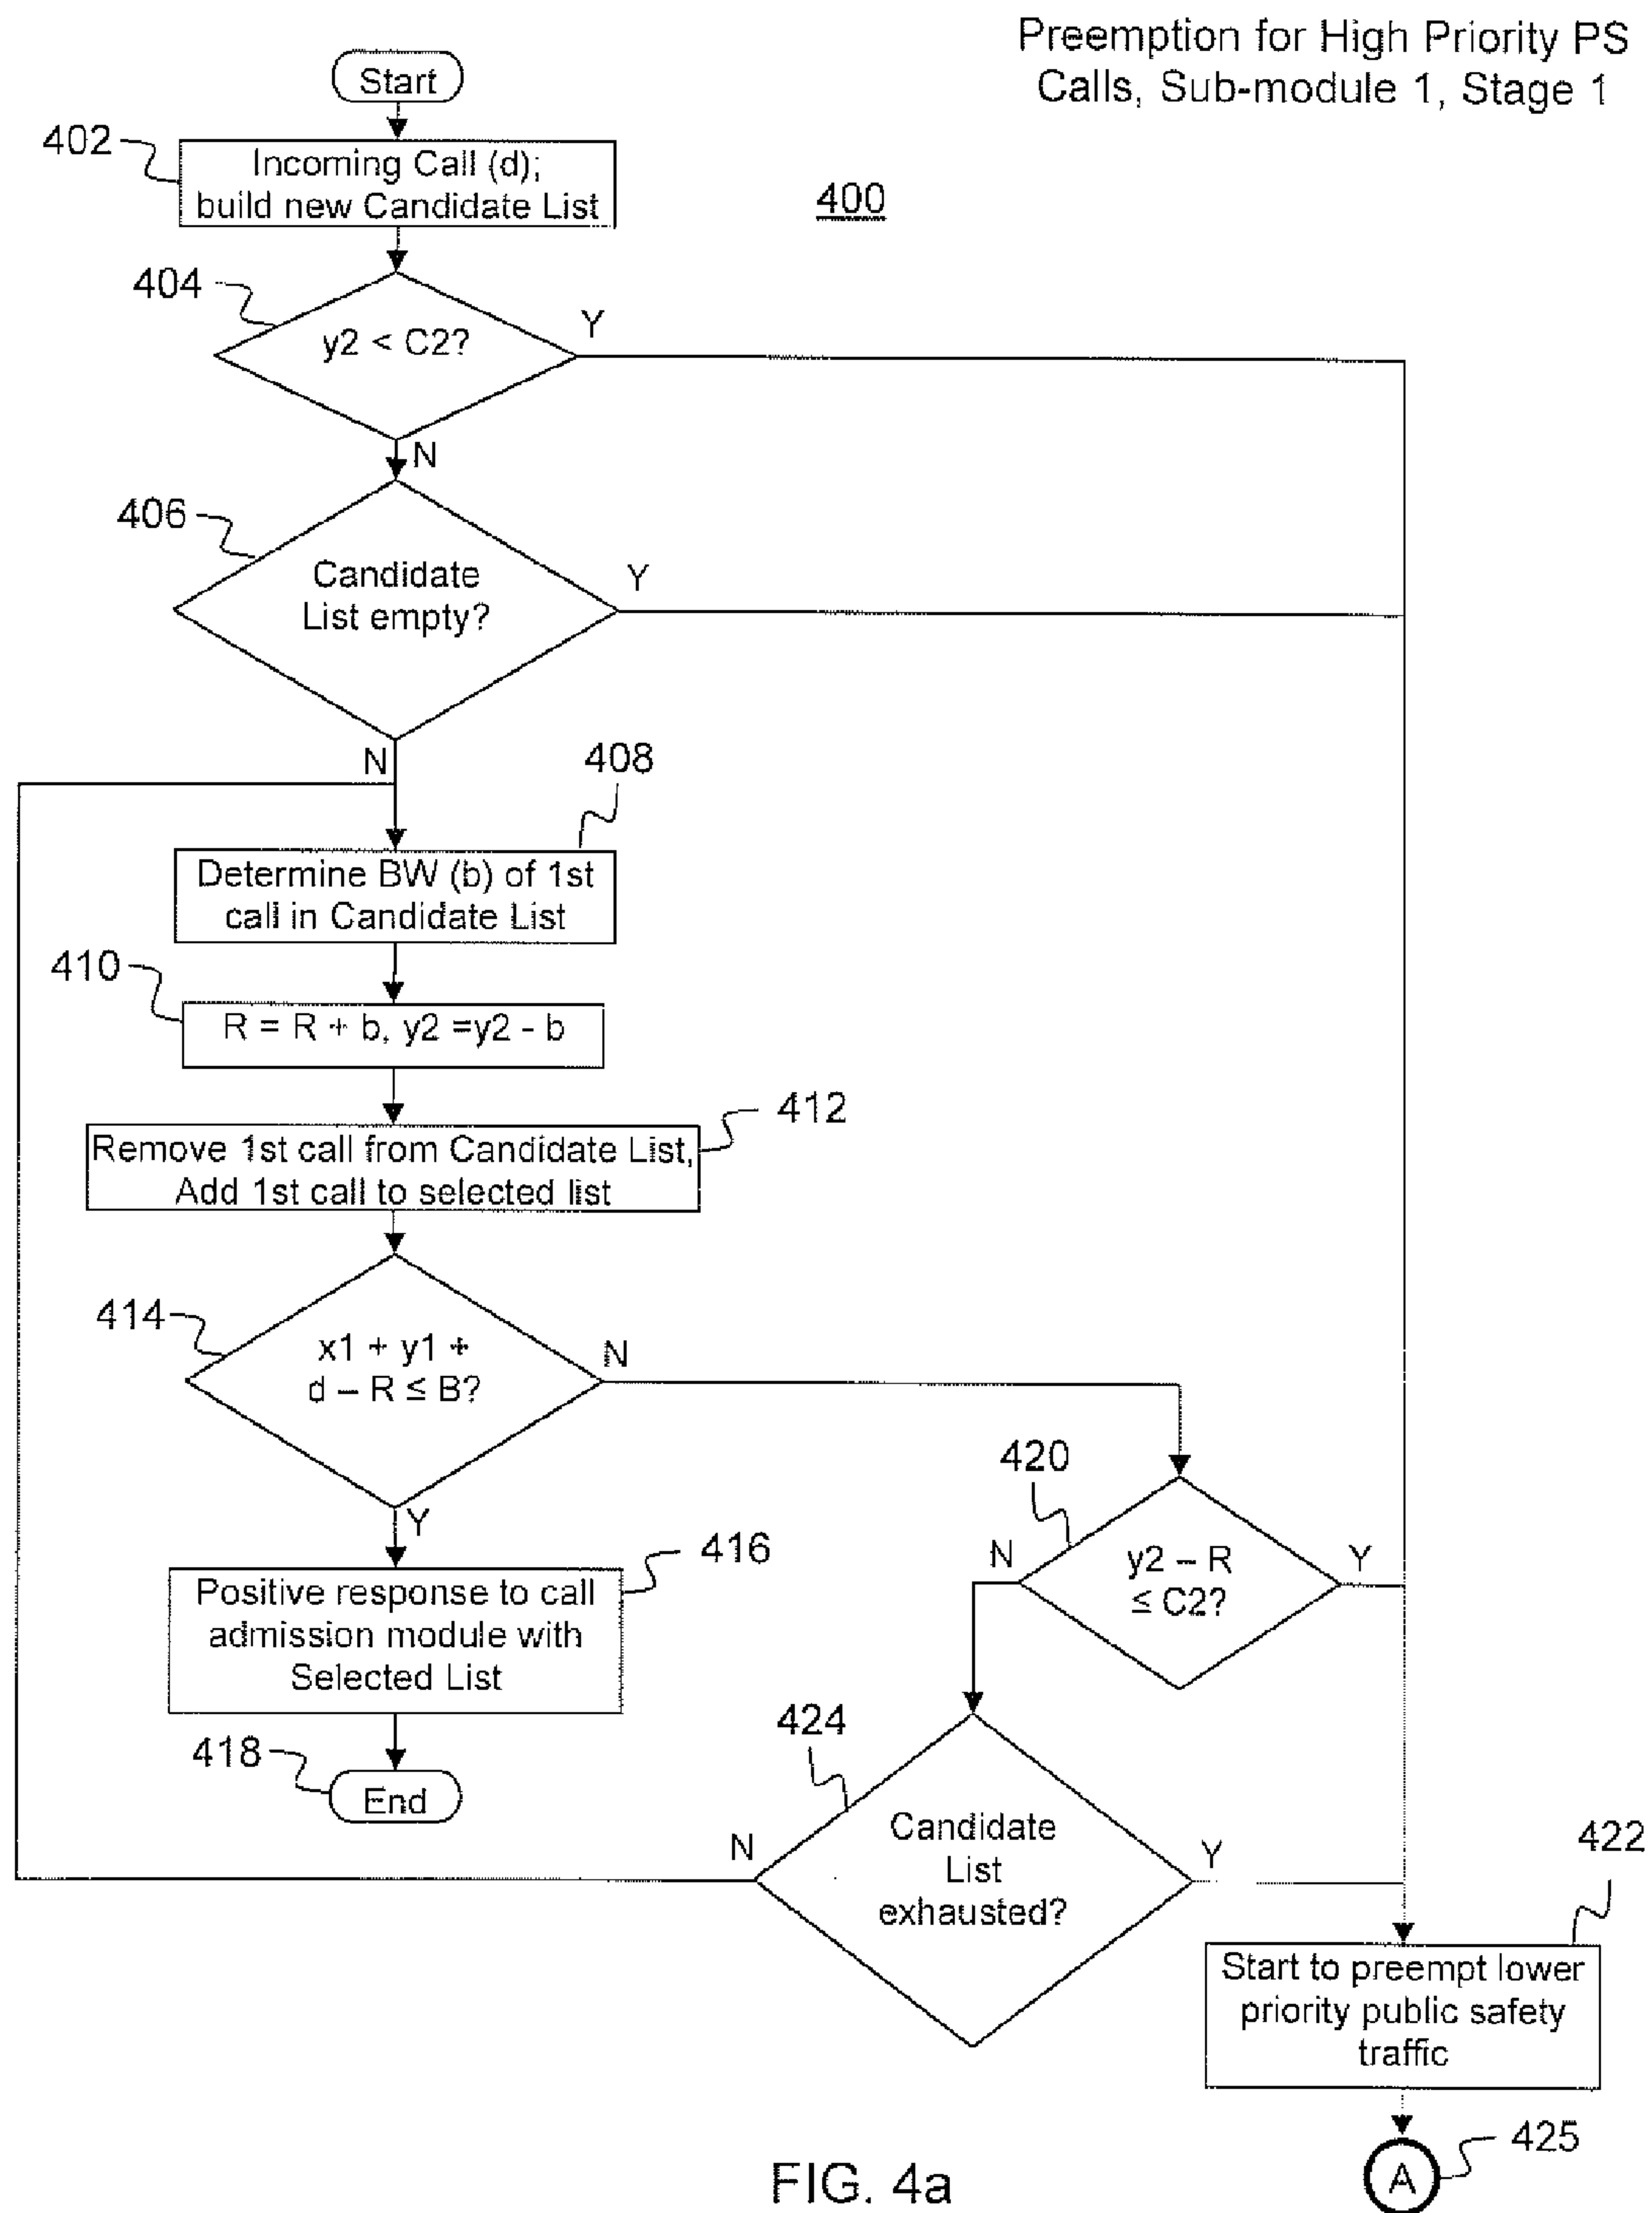 Preemption for High Priority PS
Calls, Sub-module 1, Stage 1
Start
402
Incoming Call (d);
build new Candidate List
400
404
y2 < C2?
Y
N
406
Candidate
List empty?
Y
N
408
Determine BW (b) of 1st
call in Candidate List
410
R = R + b, y2 =y2 - b
412
Remove 1st call from Candidate List,
Add 1st call to selected list
414
x1 + y1 +
d – R ≤ B?
N
Y
420
y2 – R
≤ C2?
N
Y
416
Positive response to call
admission module with
Selected List
418
End
424
Candidate
List
exhausted?
N
Y
422
Start to preempt lower
priority public safety
traffic
425
A
FIG. 4a